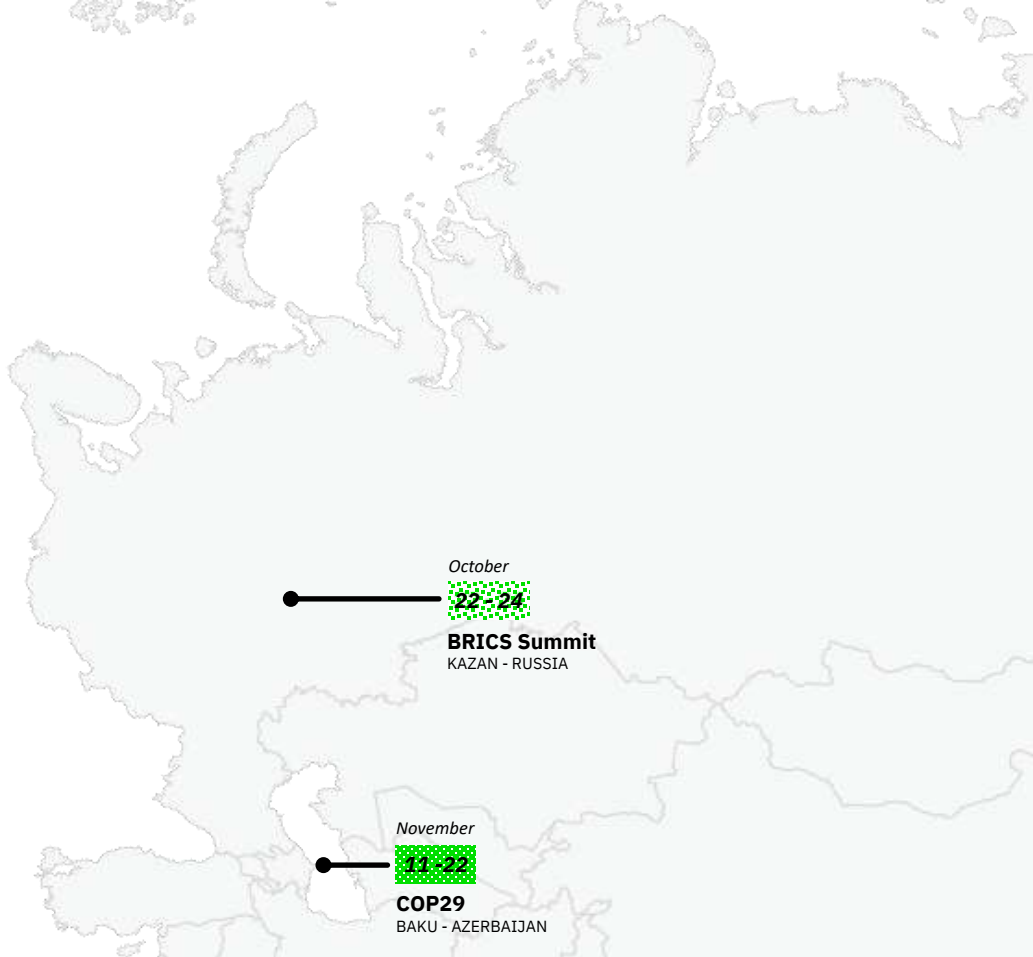 October
22 - 24
BRICS Summit
KAZAN - RUSSIA
November
11 -22
COP29
BAKU - AZERBAIJAN